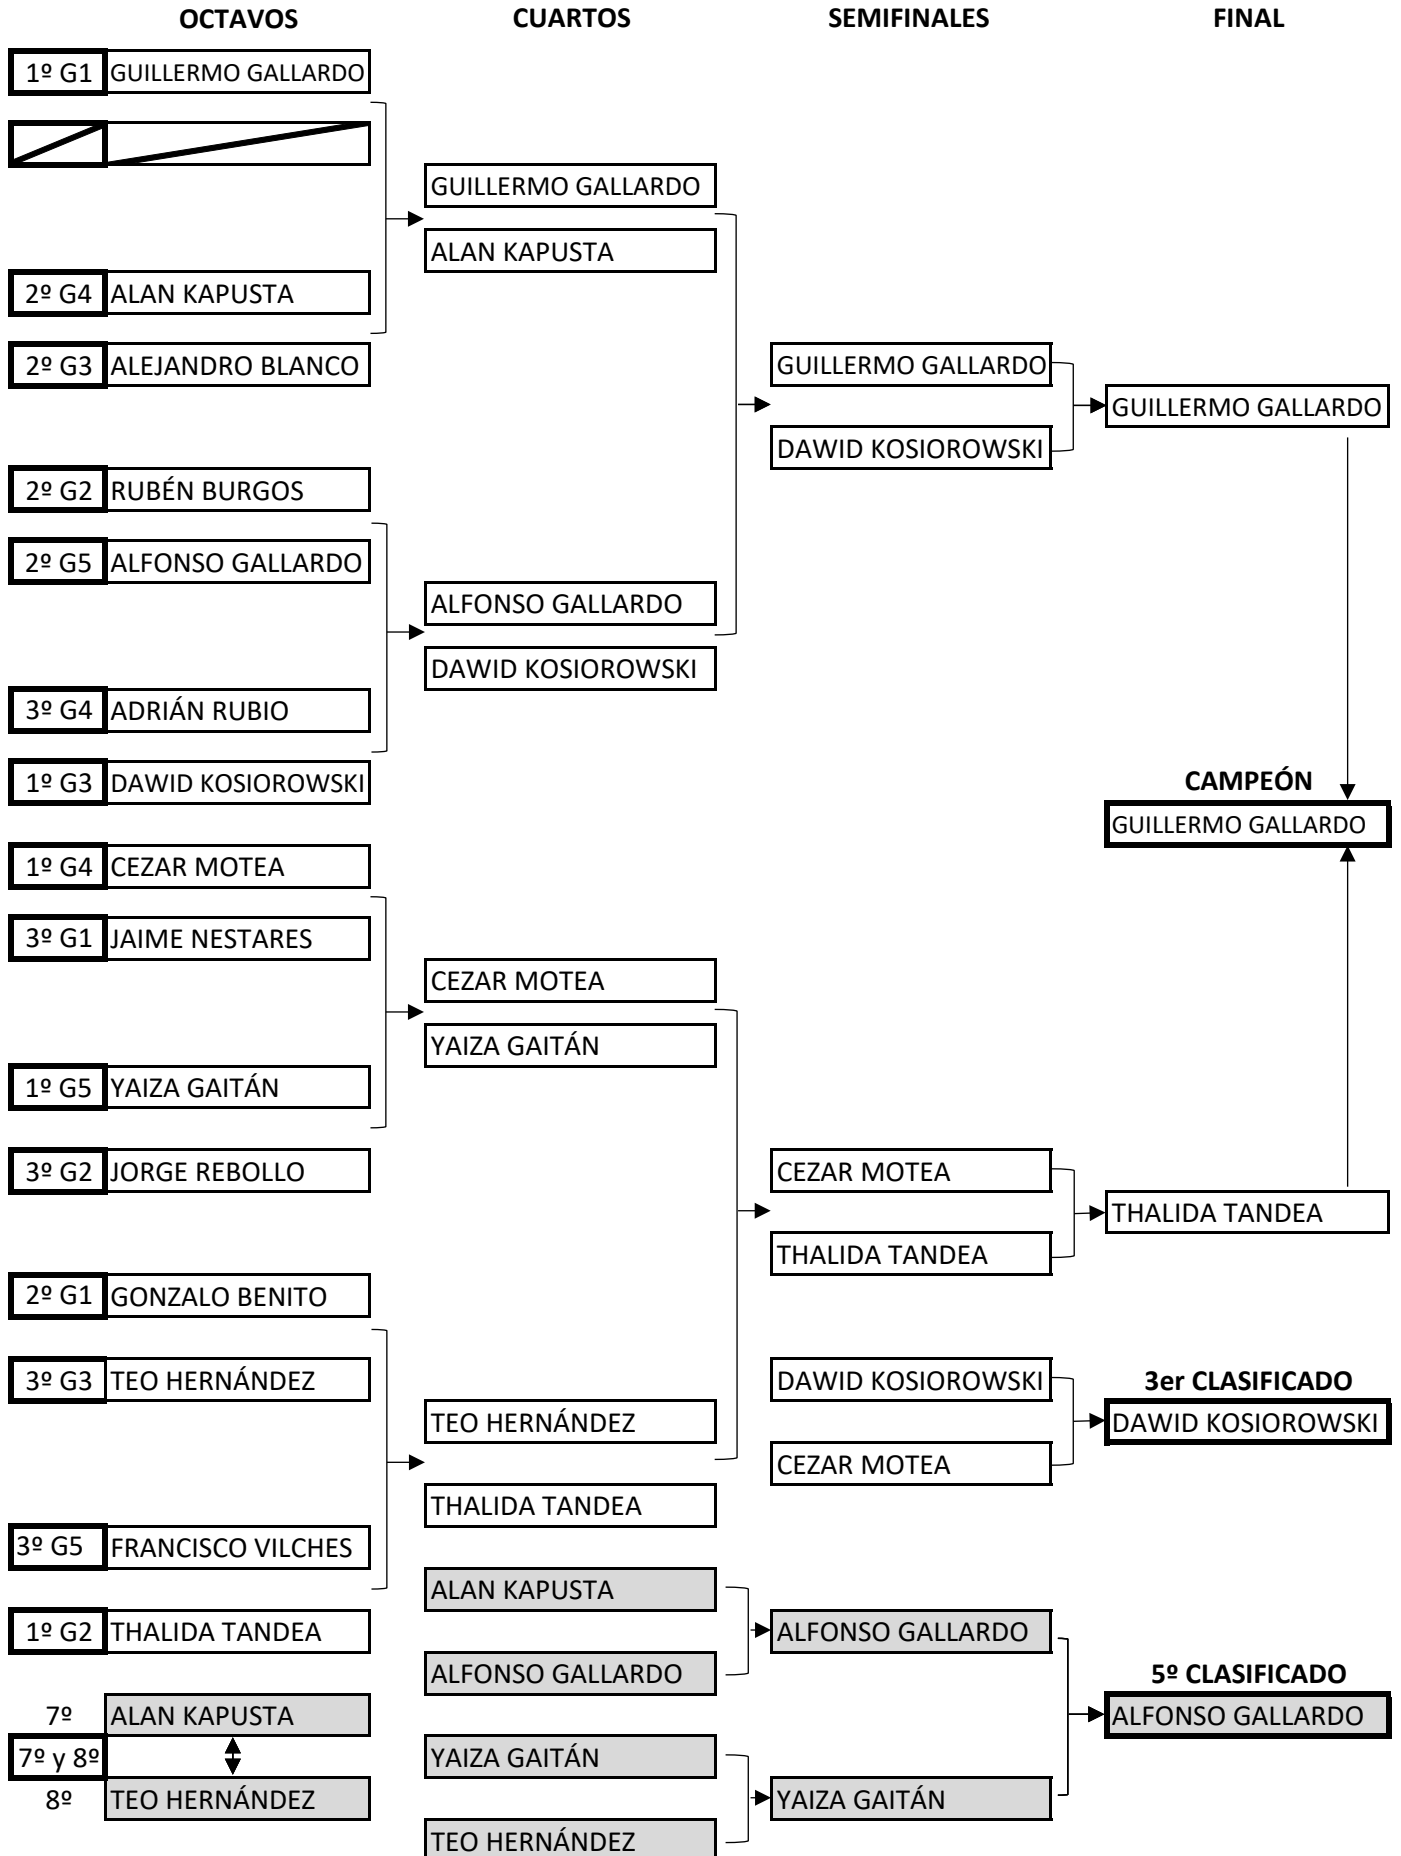 OCTAVOS CUARTOS SEMIFINALES FINAL
1º G1 GUILLERMO GALLARDO
GUILLERMO GALLARDO
ALAN KAPUSTA
2º G4 ALAN KAPUSTA
2º G3 ALEJANDRO BLANCO GUILLERMO GALLARDO
GUILLERMO GALLARDO
DAWID KOSIOROWSKI
2º G2 RUBÉN BURGOS
2º G5 ALFONSO GALLARDO
ALFONSO GALLARDO
DAWID KOSIOROWSKI
3º G4 ADRIÁN RUBIO
1º G3 DAWID KOSIOROWSKI CAMPEÓN
GUILLERMO GALLARDO
1º G4 CEZAR MOTEA
3º G1 JAIME NESTARES
CEZAR MOTEA
YAIZA GAITÁN
1º G5 YAIZA GAITÁN
3º G2 JORGE REBOLLO CEZAR MOTEA
THALIDA TANDEA
THALIDA TANDEA
2º G1 GONZALO BENITO
3º G3 TEO HERNÁNDEZ DAWID KOSIOROWSKI 3er CLASIFICADO
TEO HERNÁNDEZ DAWID KOSIOROWSKI
CEZAR MOTEA
THALIDA TANDEA
3º G5 FRANCISCO VILCHES
ALAN KAPUSTA
1º G2 THALIDA TANDEA ALFONSO GALLARDO
ALFONSO GALLARDO 5º CLASIFICADO
7º ALAN KAPUSTA ALFONSO GALLARDO
7º y 8º YAIZA GAITÁN
8º TEO HERNÁNDEZ YAIZA GAITÁN
TEO HERNÁNDEZ